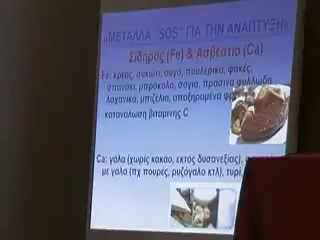 «ΜΕΤΑΛΛΑ "SOS" ΓΙΑ ΤΗΝ ΑΝΑΠΤΥΞΗ»
Σίδηρος (Fe) & Ασβέστιο (Ca)
Fe: κρέας, συκώτι, αυγό, πουλερικά, φακές,
σπανάκι, μπρόκολο, σόγια, πράσινα φυλλώδη
λαχανικά, μπιζέλια, αποξηραμένα
κατανάλωση βιταμίνης C
Ca: γάλα (χωρίς κακάο, εκτός δυσανεξίας),
με γάλα (πχ πουρές, ρυζόγαλο κτλ), τυρί,